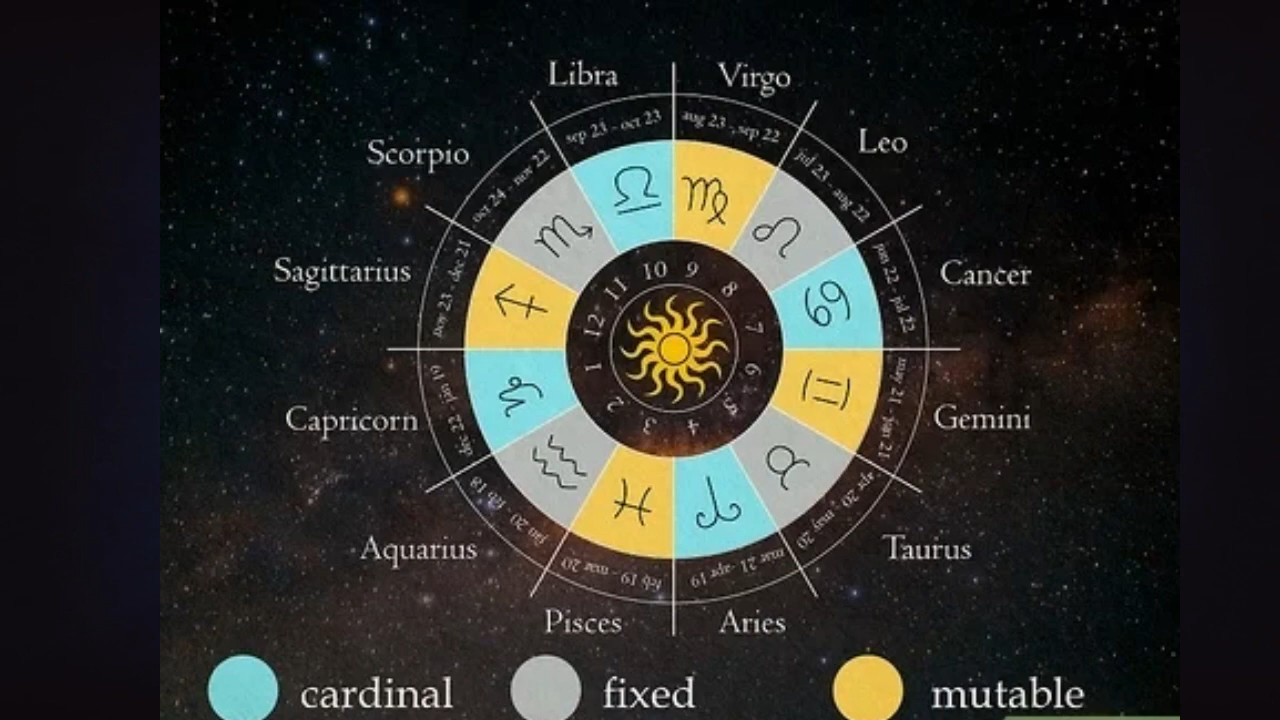 Libra
Virgo
Scorpio
Leo
Sagittarius
Cancer
Capricorn
Gemini
Aquarius
Taurus
Pisces
Aries
sep 23 - oct 23
aug 23 - sep 22
oct 24 - nov 22
jul 23 - aug 22
nov 23 - dec 21
jun 22 - jul 22
dec 22 - jan 19
may 21 - jun 21
jan 20 - feb 18
apr 20 - may 20
feb 19 - mar 20
mar 21 - apr 19
10
9
11
8
12
7
1
6
2
5
3
4
cardinal
fixed
mutable